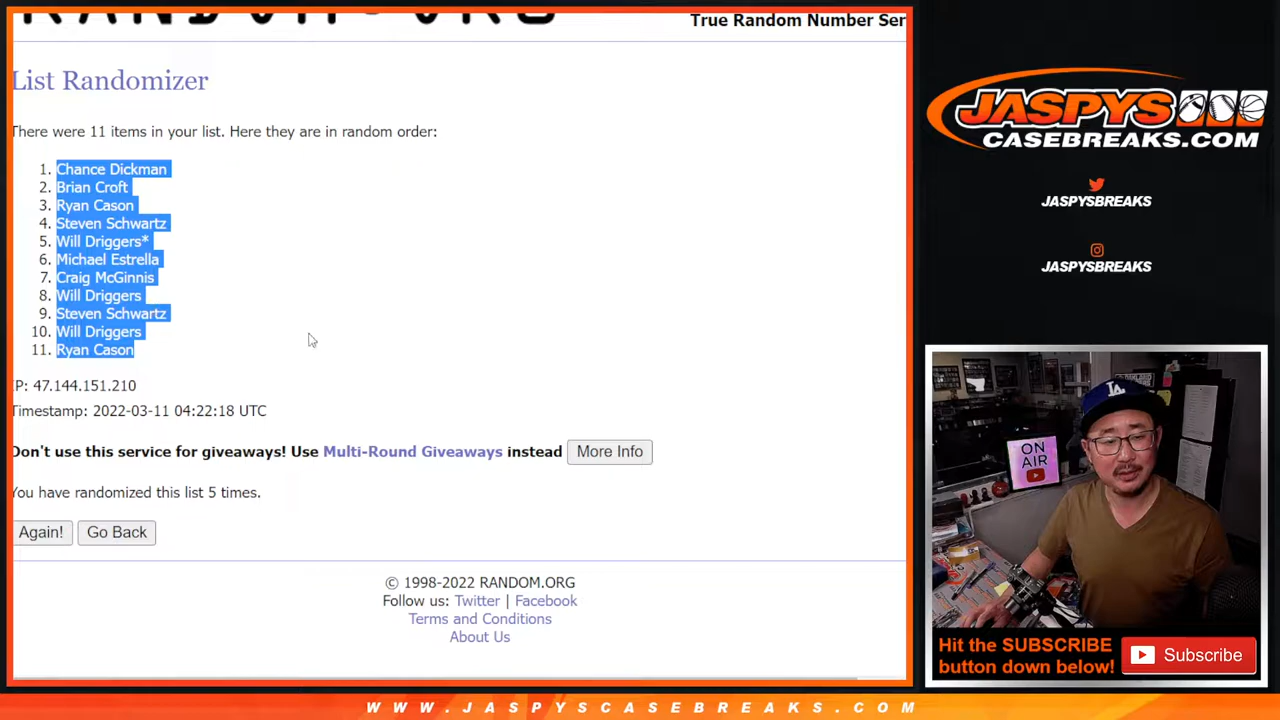 RANDOM.ORG
True Random Number Ser
List Randomizer
There were 11 items in your list. Here they are in random order:
1. Chance Dickman
2. Brian Croft
3. Ryan Cason
4. Steven Schwartz
5. Will Driggers*
6. Michael Estrella
7. Craig McGinnis
8. Will Driggers
9. Steven Schwartz
10. Will Driggers
11. Ryan Cason
IP: 47.144.151.210
Timestamp: 2022-03-11 04:22:18 UTC
Don't use this service for giveaways! Use Multi-Round Giveaways instead More Info
You have randomized this list 5 times.
Again! Go Back
© 1998-2022 RANDOM.ORG
Follow us: Twitter | Facebook
Terms and Conditions
About Us
JASPYS
CASEBREAKS.COM
JASPYSBREAKS
JASPYSBREAKS
ON
AIR
LA
Hit the SUBSCRIBE
button down below!
Subscribe
WWW.JASPYSCASEBREAKS.COM